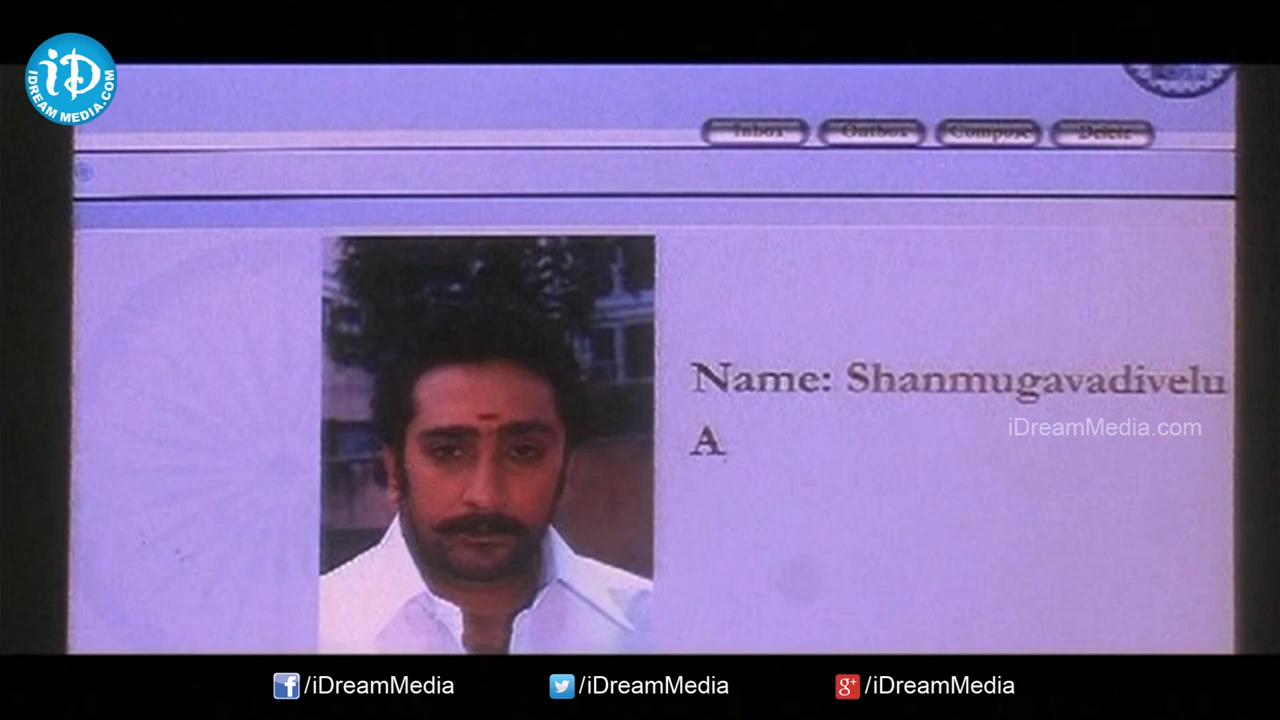 iD
IDREAM MEDIA.COM
Inbox Outbox Compose Delete
Name: Shanmugavadivelu
A
iDreamMedia.com
/iDreamMedia /iDreamMedia g+ /iDreamMedia